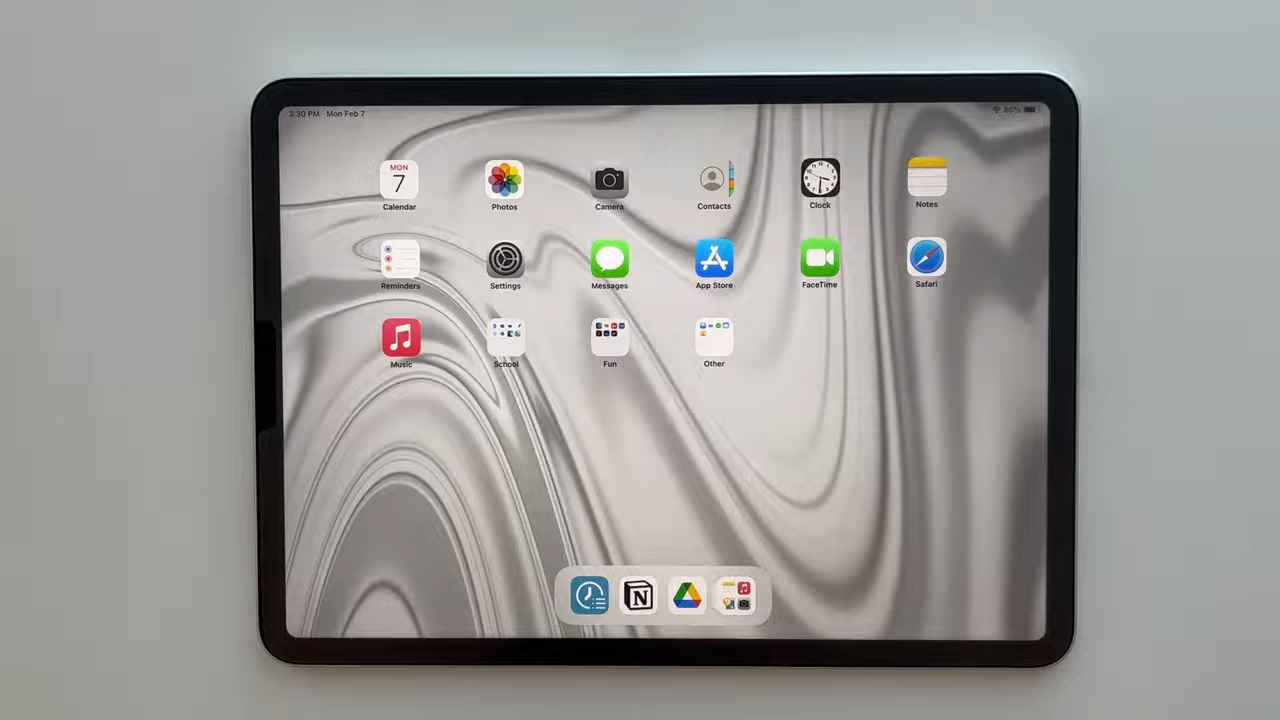 3:30 PM Mon Feb 7
86%
MON
7
Calendar
Photos
Camera
Contacts
Clock
Notes
Reminders
Settings
Messages
App Store
FaceTime
Safari
Music
School
Fun
Other
N